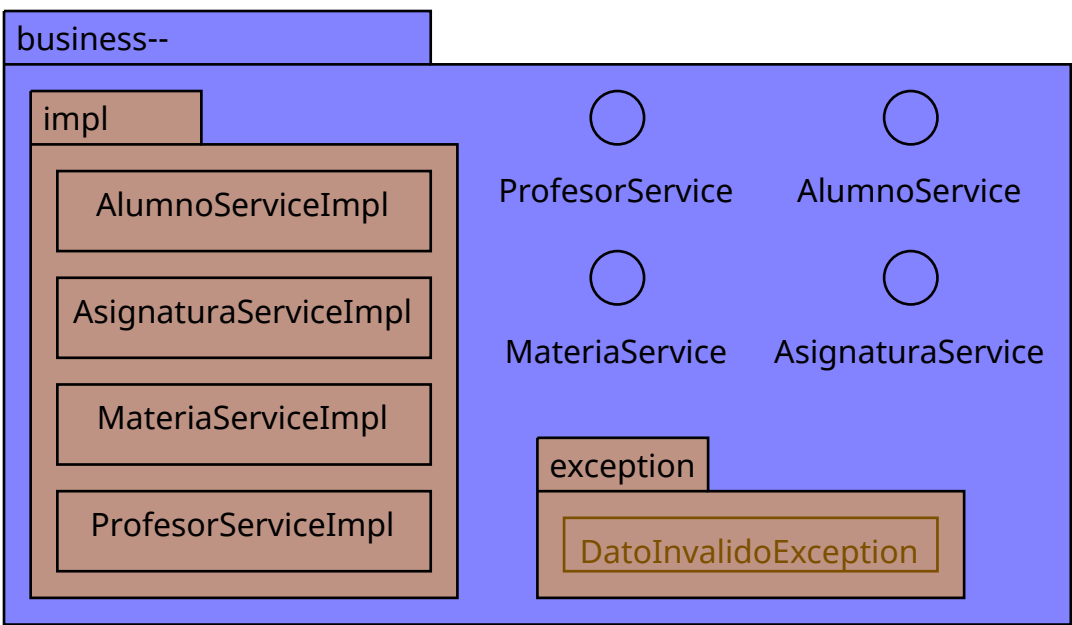 business--
impl
AlumnoServiceImpl
AsignaturaServiceImpl
MateriaServiceImpl
ProfesorServiceImpl
ProfesorService
AlumnoService
MateriaService
AsignaturaService
exception
DatoInvalidoException